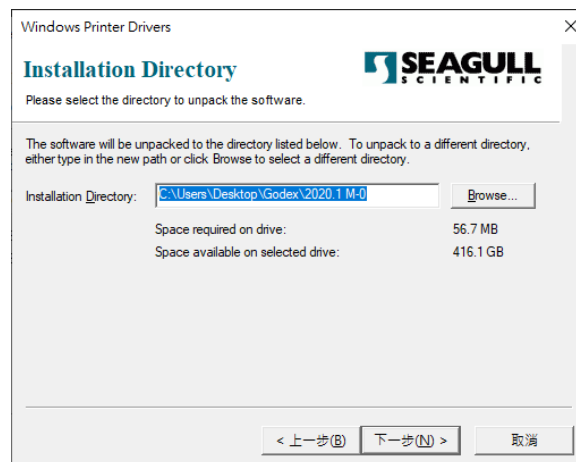 Windows Printer Drivers
Installation Directory
SEAGULL
SCIENTIFIC
Please select the directory to unpack the software.
The software will be unpacked to the directory listed below.  To unpack to a different directory,
either type in the new path or click Browse to select a different directory.
Installation Directory: C:\Users\Desktop\Godex\2020.1 M-0 Browse...
Space required on drive: 56.7 MB
Space available on selected drive: 416.1 GB
< 上一步(B) 下一步(N) > 取消